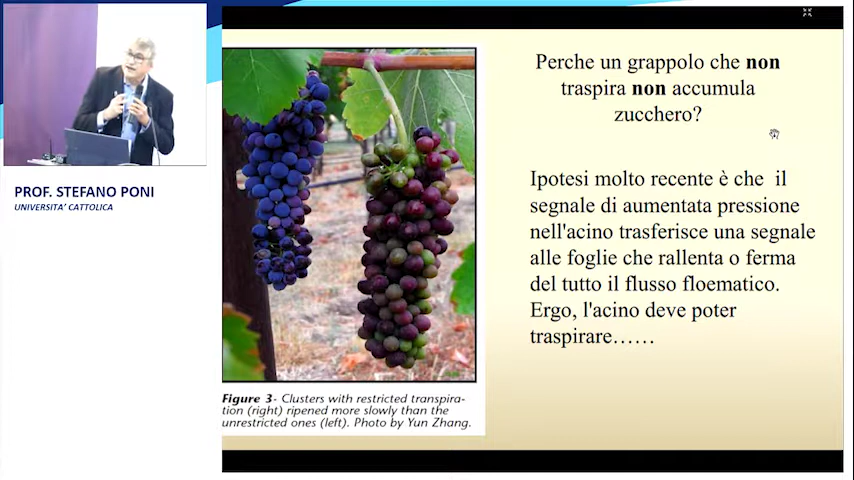 PROF. STEFANO PONI
UNIVERSITA' CATTOLICA
Perche un grappolo che non
traspira non accumula
zucchero?
Ipotesi molto recente è che il
segnale di aumentata pressione
nell'acino trasferisce una segnale
alle foglie che rallenta o ferma
del tutto il flusso floematico.
Ergo, l'acino deve poter
traspirare……
Figure 3- Clusters with restricted transpira-
tion (right) ripened more slowly than the
unrestricted ones (left). Photo by Yun Zhang.